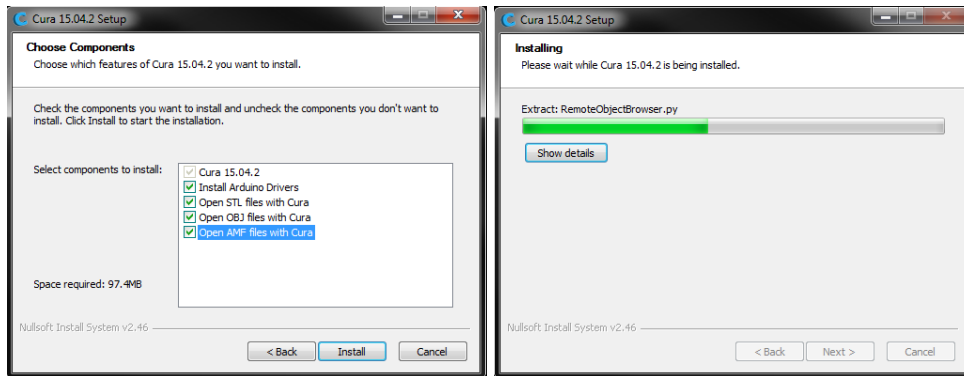 Cura 15.04.2 Setup
Choose Components
Choose which features of Cura 15.04.2 you want to install.
Check the components you want to install and uncheck the components you don't want to
install. Click Install to start the installation.
Select components to install:
Cura 15.04.2
Install Arduino Drivers
Open STL files with Cura
Open OBJ files with Cura
Open AMF files with Cura
Space required: 97.4MB
Nullsoft Install System v2.46
< Back
Install
Cancel
Cura 15.04.2 Setup
Installing
Please wait while Cura 15.04.2 is being installed.
Extract: RemoteObjectBrowser.py
Show details
Nullsoft Install System v2.46
< Back
Next >
Cancel